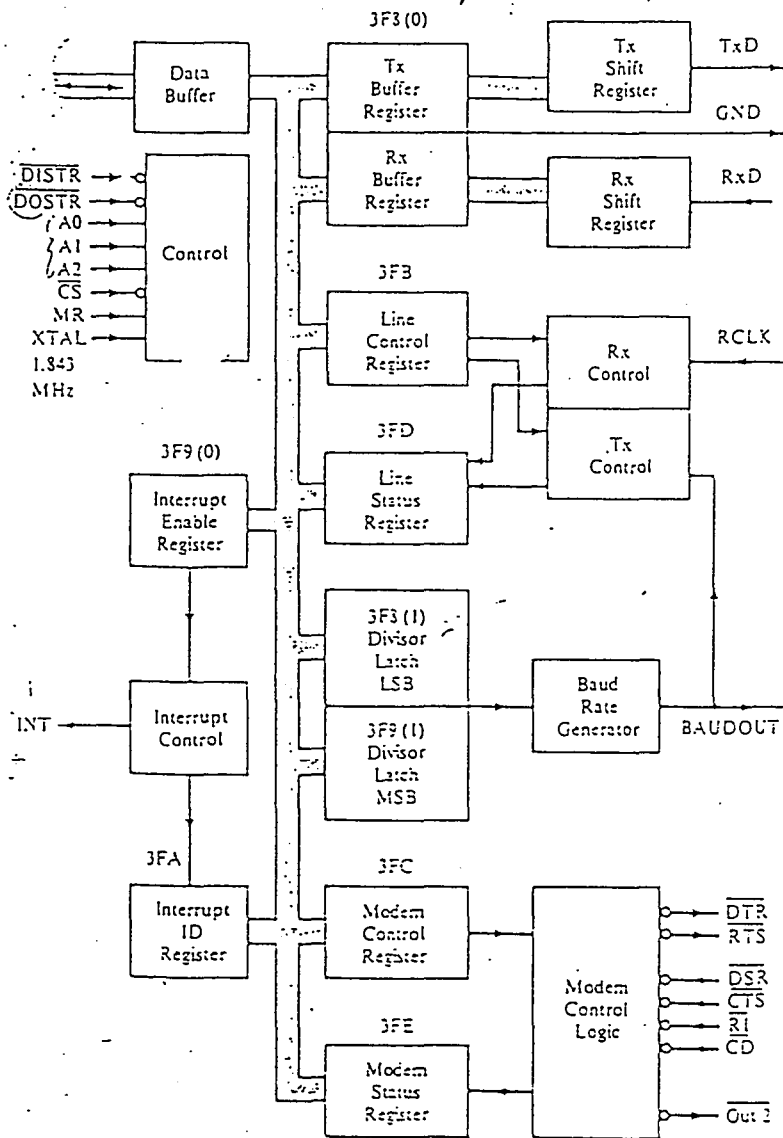 3F3(0)
Data
Buffer
Tx
Buffer
Register
Tx
Shift
Register
TxD
GND
Rx
Buffer
Register
Rx
Shift
Register
RxD
DISTR
DOSTR
A0
A1
A2
CS
MR
XTAL
1.843
MHz
Control
3FB
Line
Control
Register
Rx
Control
RCLK
3FD
Tx
Control
Line
Status
Register
3F9(0)
Interrupt
Enable
Register
3F3(1)
Divisor
Latch
LSB
3F9(1)
Divisor
Latch
MSB
Baud
Rate
Generator
BAUDOUT
INT
Interrupt
Control
3FA
Interrupt
ID
Register
3FC
Modem
Control
Register
3FE
Modem
Status
Register
Modem
Control
Logic
DTR
RTS
DSR
CTS
RI
CD
Out 2